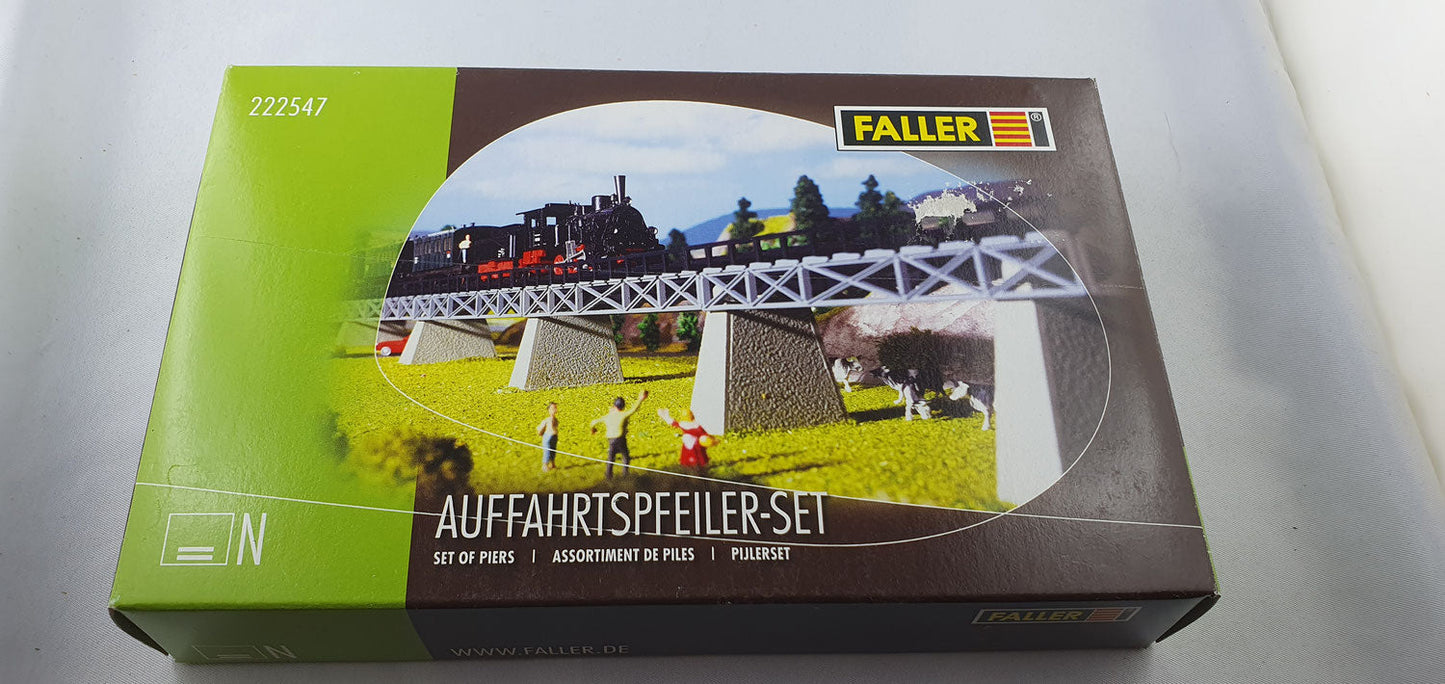 222547
FALLER ®
N
AUFFAHRTSPFEILER-SET
SET OF PIERS | ASSORTIMENT DE PILES | PIJLERSET
FALLER
N
WWW.FALLER.DE